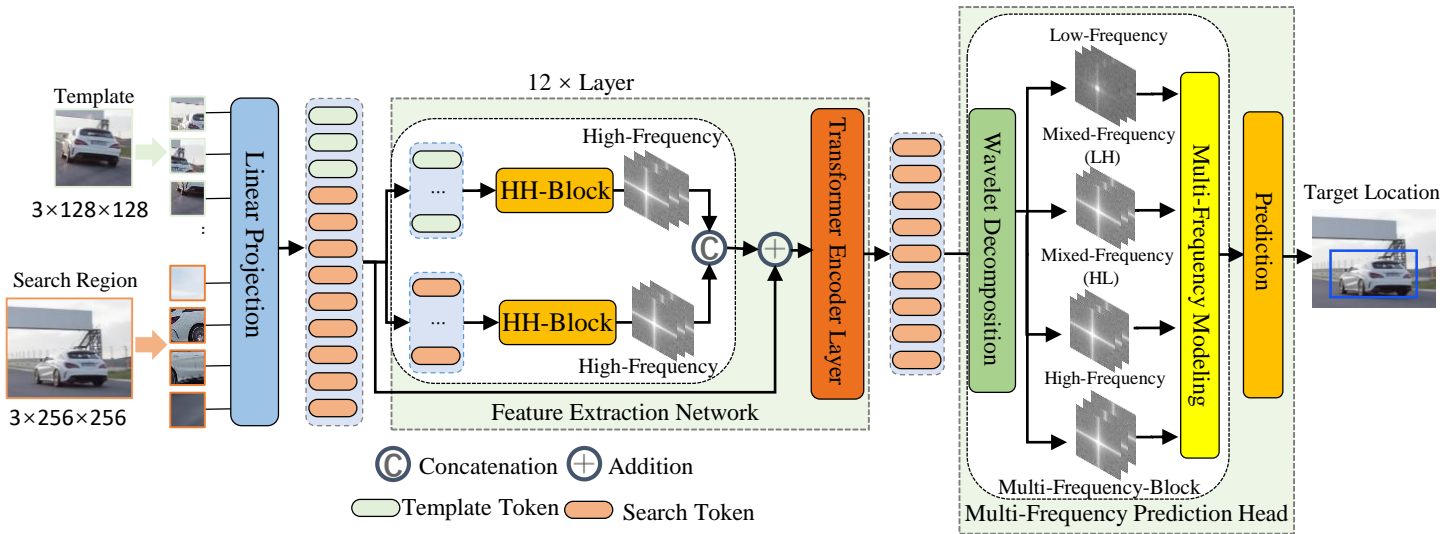 Template
3×128×128
:
Search Region
3×256×256
Linear Projection
12 × Layer
...
HH-Block
High-Frequency
...
HH-Block
High-Frequency
C
+
Transformer Encoder Layer
Feature Extraction Network
C Concatenation
+ Addition
Template Token
Search Token
Wavelet Decomposition
Low-Frequency
Mixed-Frequency
(LH)
Mixed-Frequency
(HL)
High-Frequency
Multi-Frequency Modeling
Multi-Frequency-Block
Multi-Frequency Prediction Head
Prediction
Target Location